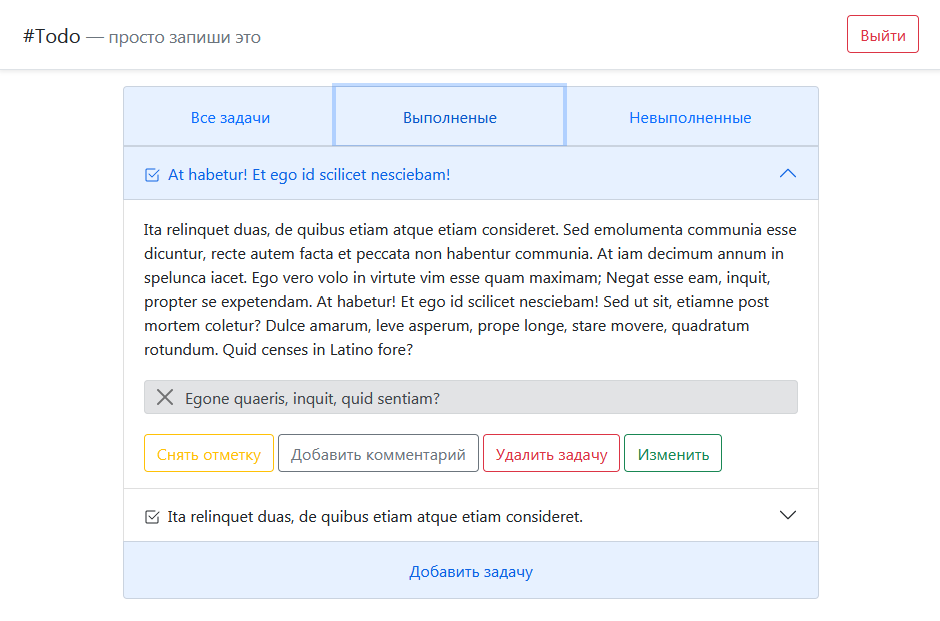 #Todo — просто запиши это
Выйти
Все задачи
Выполненые
Невыполненные
At habetur! Et ego id scilicet nesciebam!
Ita relinquet duas, de quibus etiam atque etiam consideret. Sed emolumenta communia esse
dicuntur, recte autem facta et peccata non habentur communia. At iam decimum annum in
spelunca iacet. Ego vero volo in virtute vim esse quam maximam; Negat esse eam, inquit,
propter se expetendam. At habetur! Et ego id scilicet nesciebam! Sed ut sit, etiamne post
mortem coletur? Dulce amarum, leve asperum, prope longe, stare movere, quadratum
rotundum. Quid censes in Latino fore?
Egone quaeris, inquit, quid sentiam?
Снять отметку
Добавить комментарий
Удалить задачу
Изменить
Ita relinquet duas, de quibus etiam atque etiam consideret.
Добавить задачу